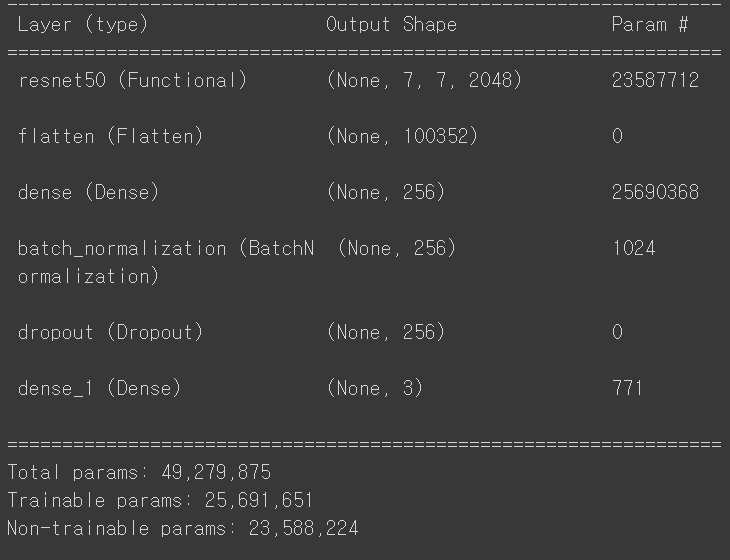 Layer (type) Output Shape Param #
resnet50 (Functional) (None, 7, 7, 2048) 23587712
flatten (Flatten) (None, 100352) 0
dense (Dense) (None, 256) 25690368
batch_normalization (BatchN (None, 256) 1024
ormalization)
dropout (Dropout) (None, 256) 0
dense_1 (Dense) (None, 3) 771
Total params: 49,279,875
Trainable params: 25,691,651
Non-trainable params: 23,588,224